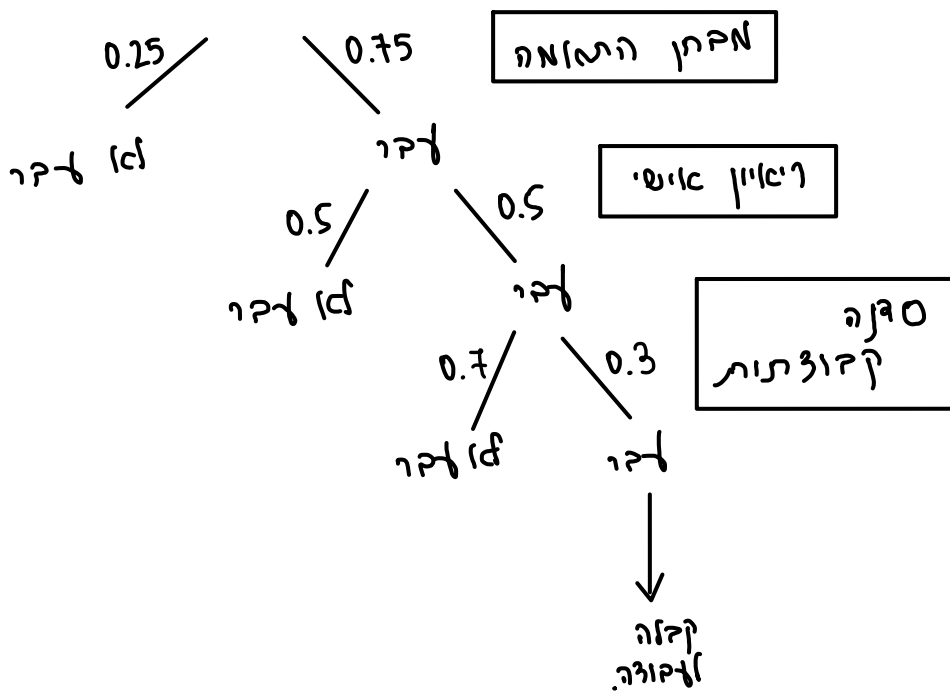 0.25 0.75 מבחן התאמה
לא עבר עבר
ריאיון אישי
0.5 0.5
לא עבר עבר
סדנה
קבוצתית
0.7 0.3
לא עבר עבר
קבלה
לעבודה.